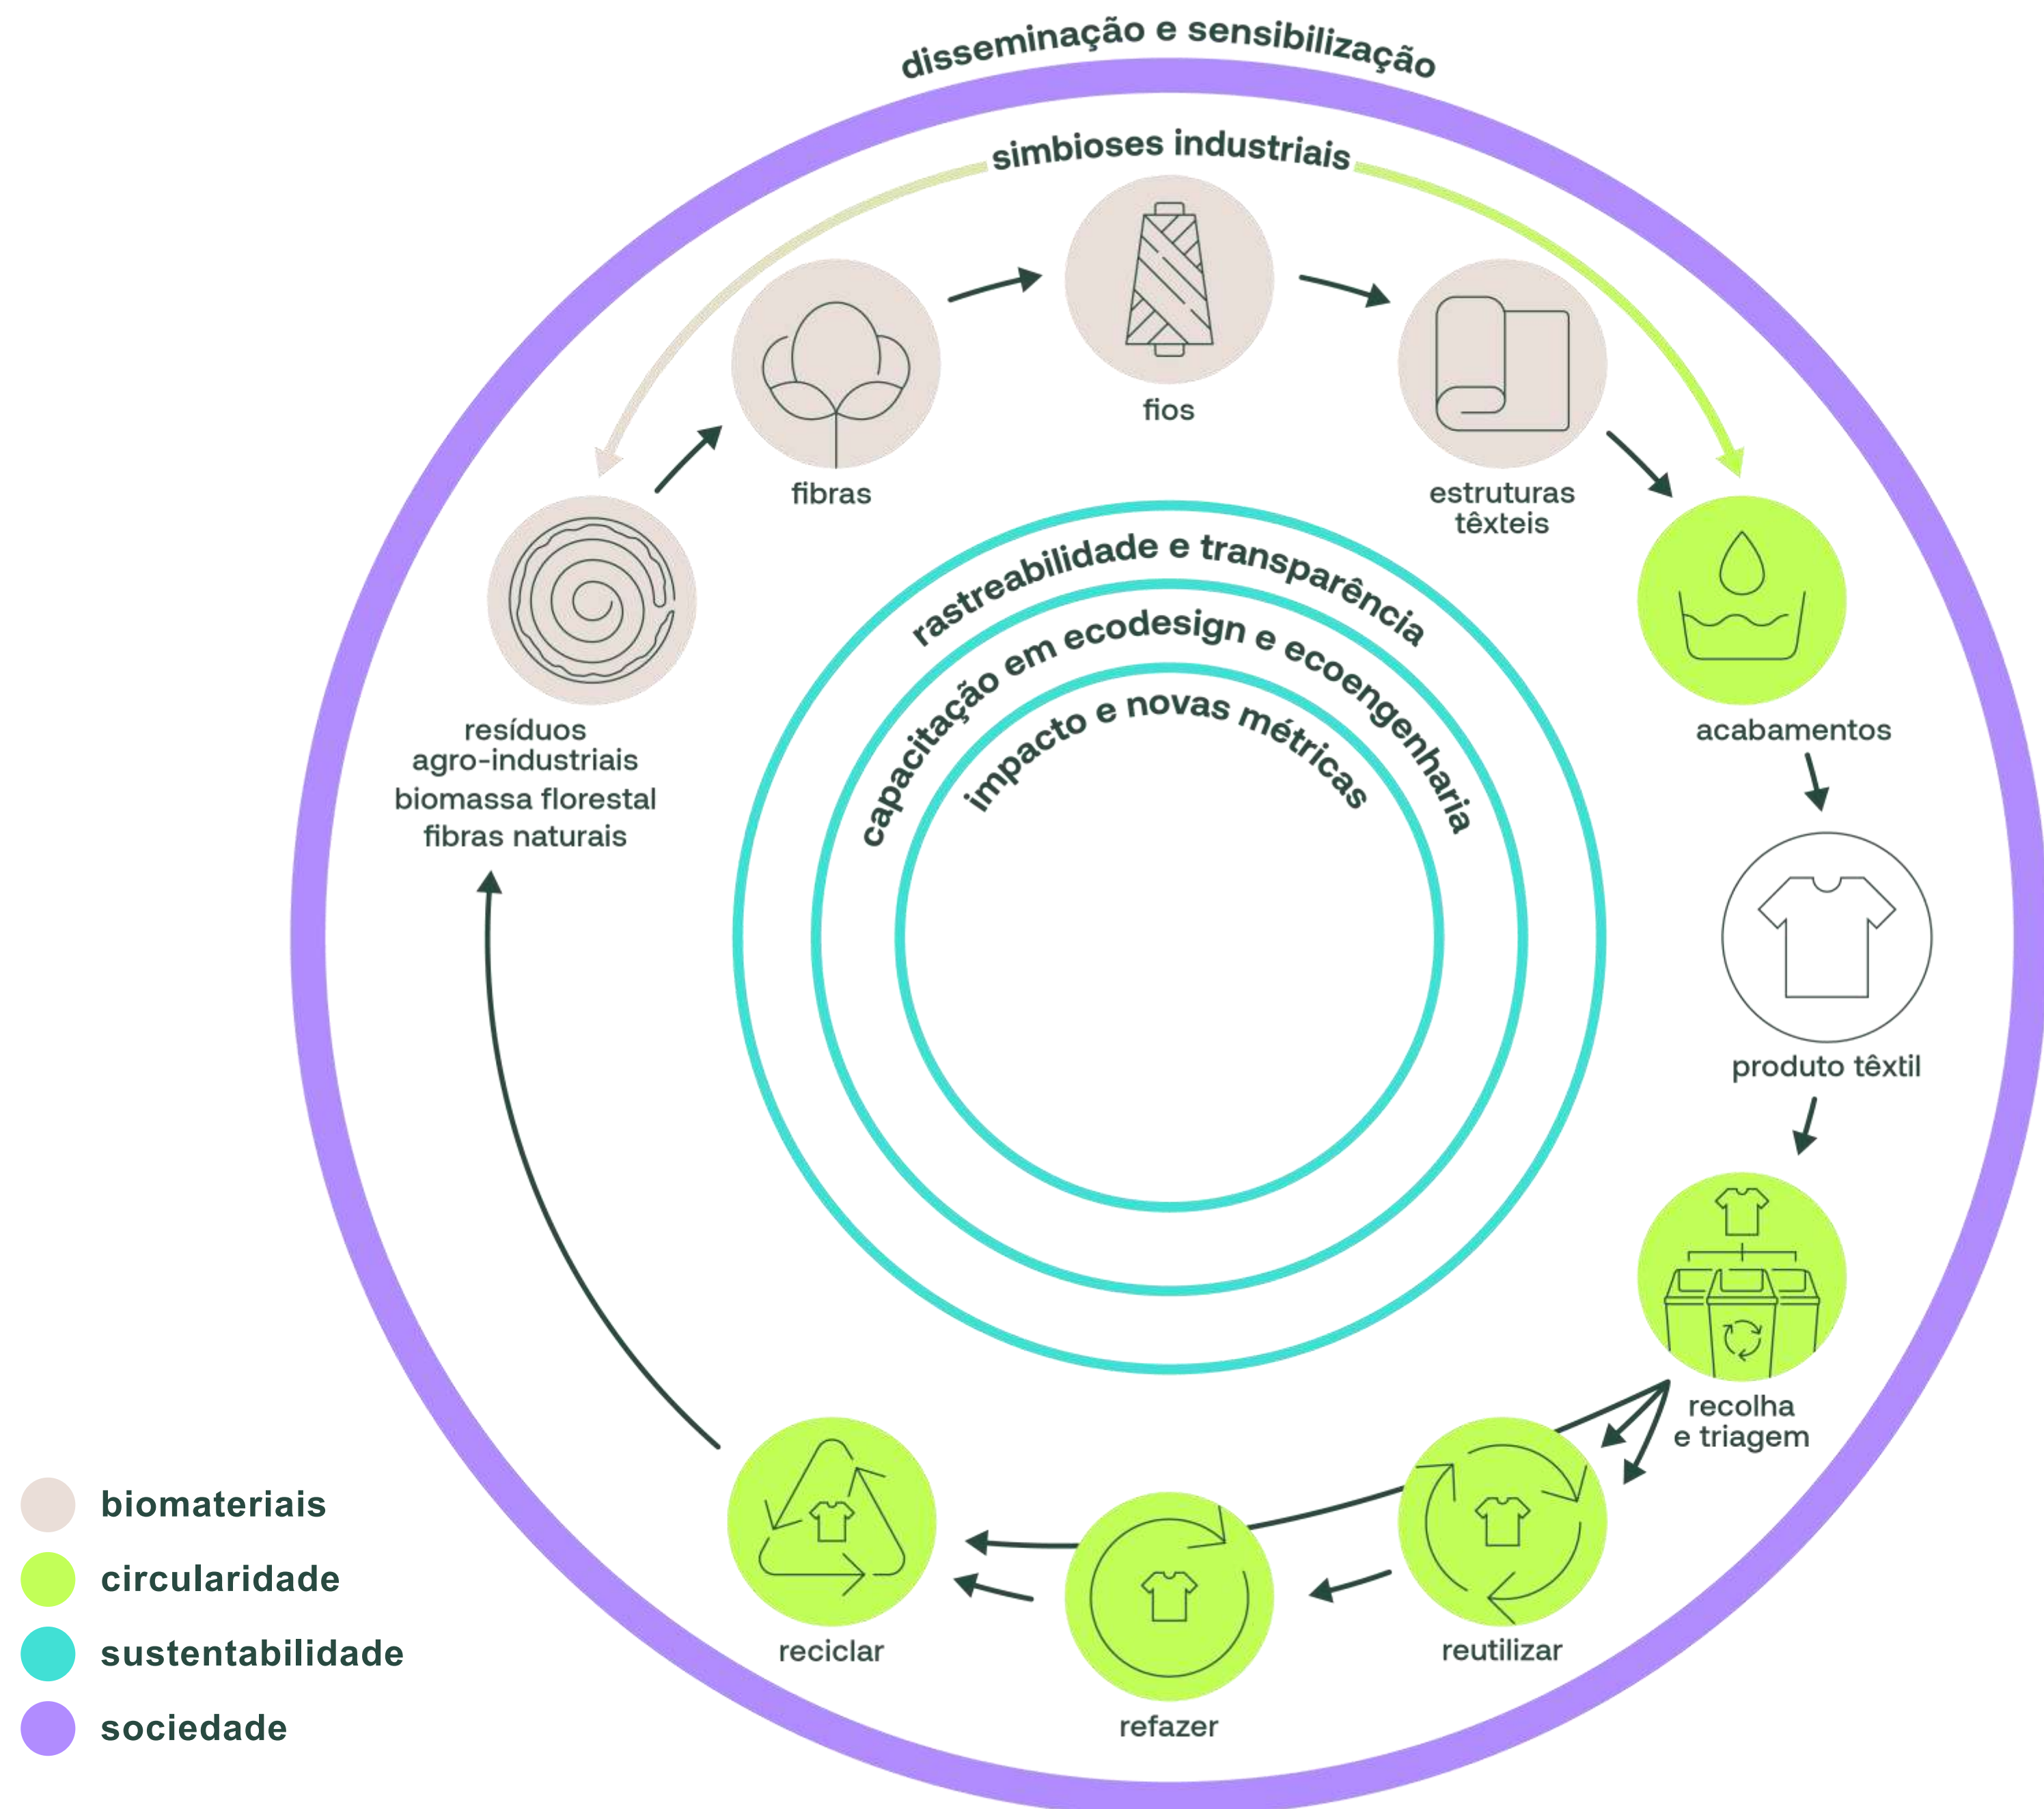 disseminação e sensibilização
simbioses industriais
fios
fibras
estruturas
têxteis
rastreabilidade e transparência
capacitação em ecodesign e ecoengenharia
impacto e novas métricas
resíduos
agro-industriais
biomassa florestal
fibras naturais
acabamentos
produto têxtil
recolha
e triagem
reutilizar
refazer
reciclar
biomateriais
circularidade
sustentabilidade
sociedade